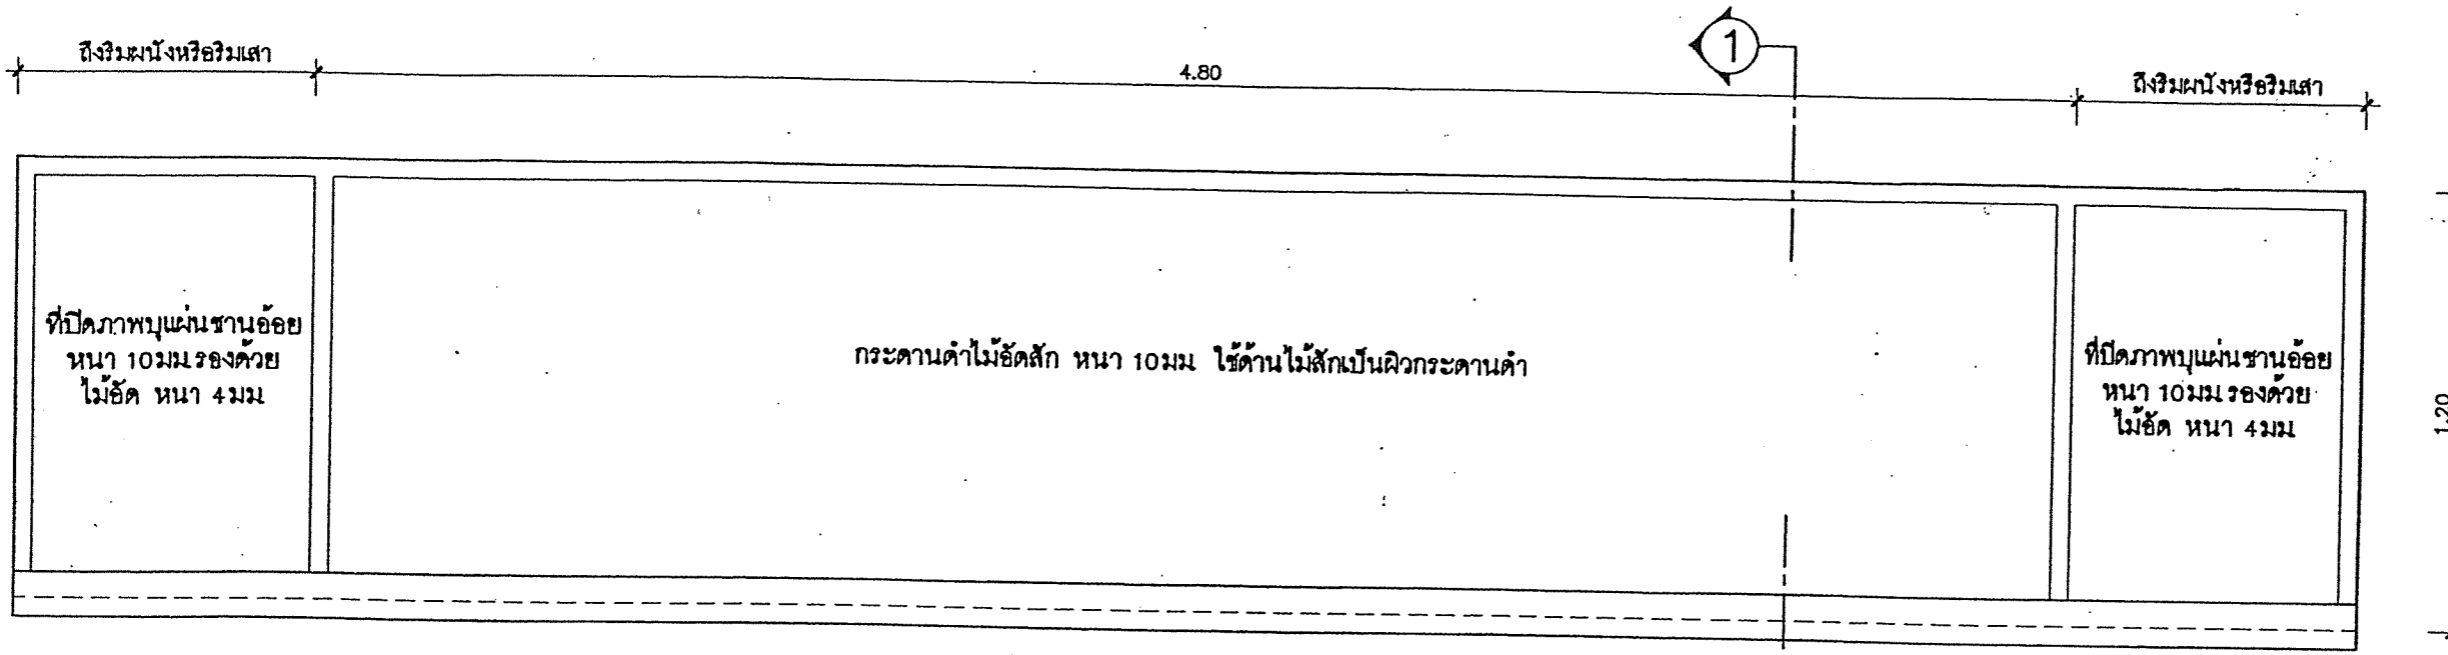 ถึงริมผนังหรือริมเสา
4.80
1
ถึงริมผนังหรือริมเสา
ที่ปิดภาพบุแผ่นชานอ้อย
หนา 10มม.รองด้วย
ไม้อัด หนา 4มม
กระดานดำไม้อัดสัก หนา 10มม ใช้ด้านไม้สักเป็นผิวกระดานดำ
ที่ปิดภาพบุแผ่นชานอ้อย
หนา 10มม.รองด้วย
ไม้อัด หนา 4มม
1.20